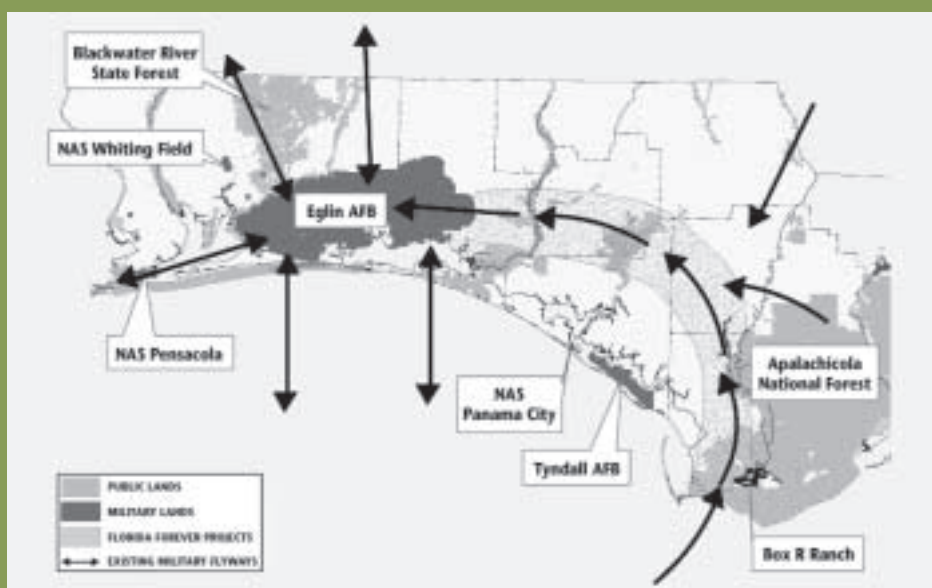 Blackwater River
State Forest
NAS Whiting Field
Eglin AFB
NAS Pensacola
NAS
Panama City
Tyndall AFB
Apalachicola
National Forest
Box R Ranch
PUBLIC LANDS
MILITARY LANDS
FLORIDA FOREVER PROJECTS
EXISTING MILITARY FLYWAYS